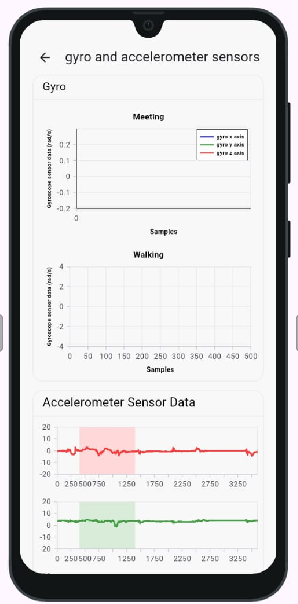 gyro and accelerometer sensors
Gyro
Meeting
Gyroscope sensor data (rad/s)
gyro x axis
gyro y axis
gyro z axis
0.2
0.1
0
-0.1
-0.2
0
Samples
Walking
Gyroscope sensor data (rad/s)
4
2
0
-2
-4
0 50 100 150 200 250 300 350 400 450 500
Samples
Accelerometer Sensor Data
20
10
0
10
-20
0 250500750 1250 1750 2250 2750 3250
20
10
0
10
20
0 250500750 1250 1750 2250 2750 3250